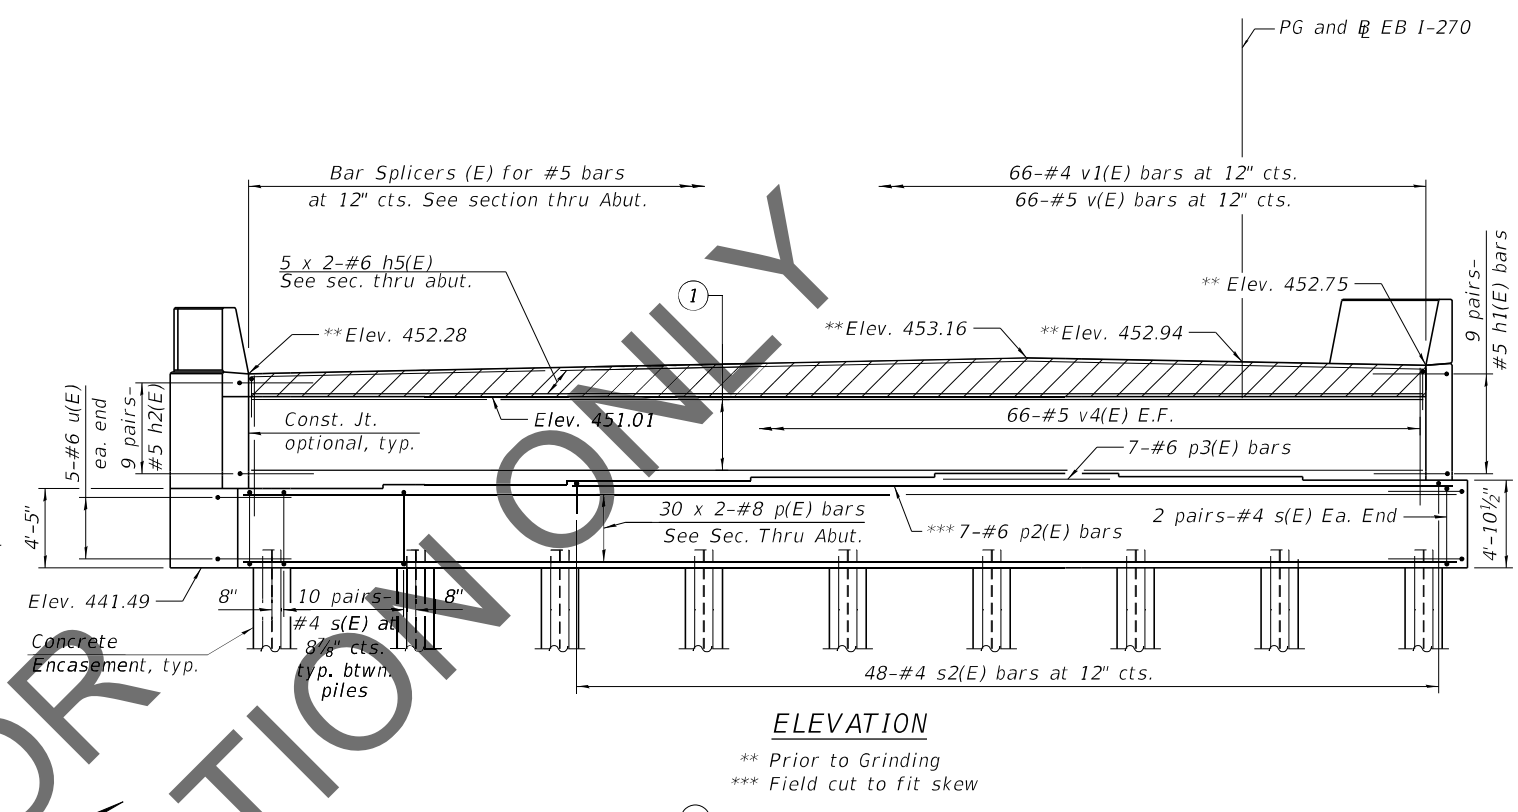 PG and BL EB I-270
Bar Splicers (E) for #5 bars
at 12" cts. See section thru Abut.
66-#4 v1(E) bars at 12" cts.
66-#5 v(E) bars at 12" cts.
5 x 2-#6 h5(E)
See sec. thru abut.
1
** Elev. 452.75
9 pairs-
#5 h1(E) bars
**Elev. 452.28
**Elev. 453.16
**Elev. 452.94
5-#6 u(E)
ea. end
9 pairs-
#5 h2(E)
Const. Jt.
optional, typ.
Elev. 451.01
66-#5 v4(E) E.F.
7-#6 p3(E) bars
30 x 2-#8 p(E) bars
See Sec. Thru Abut.
***7-#6 p2(E) bars
2 pairs-#4 s(E) Ea. End
4'-5"
4'-10½"
Elev. 441.49
8"
10 pairs-
#4 s(E) at
8⅞" cts.
typ. btwn.
piles
8"
Concrete
Encasement, typ.
48-#4 s2(E) bars at 12" cts.
ELEVATION
** Prior to Grinding
*** Field cut to fit skew
OR
TION ONLY